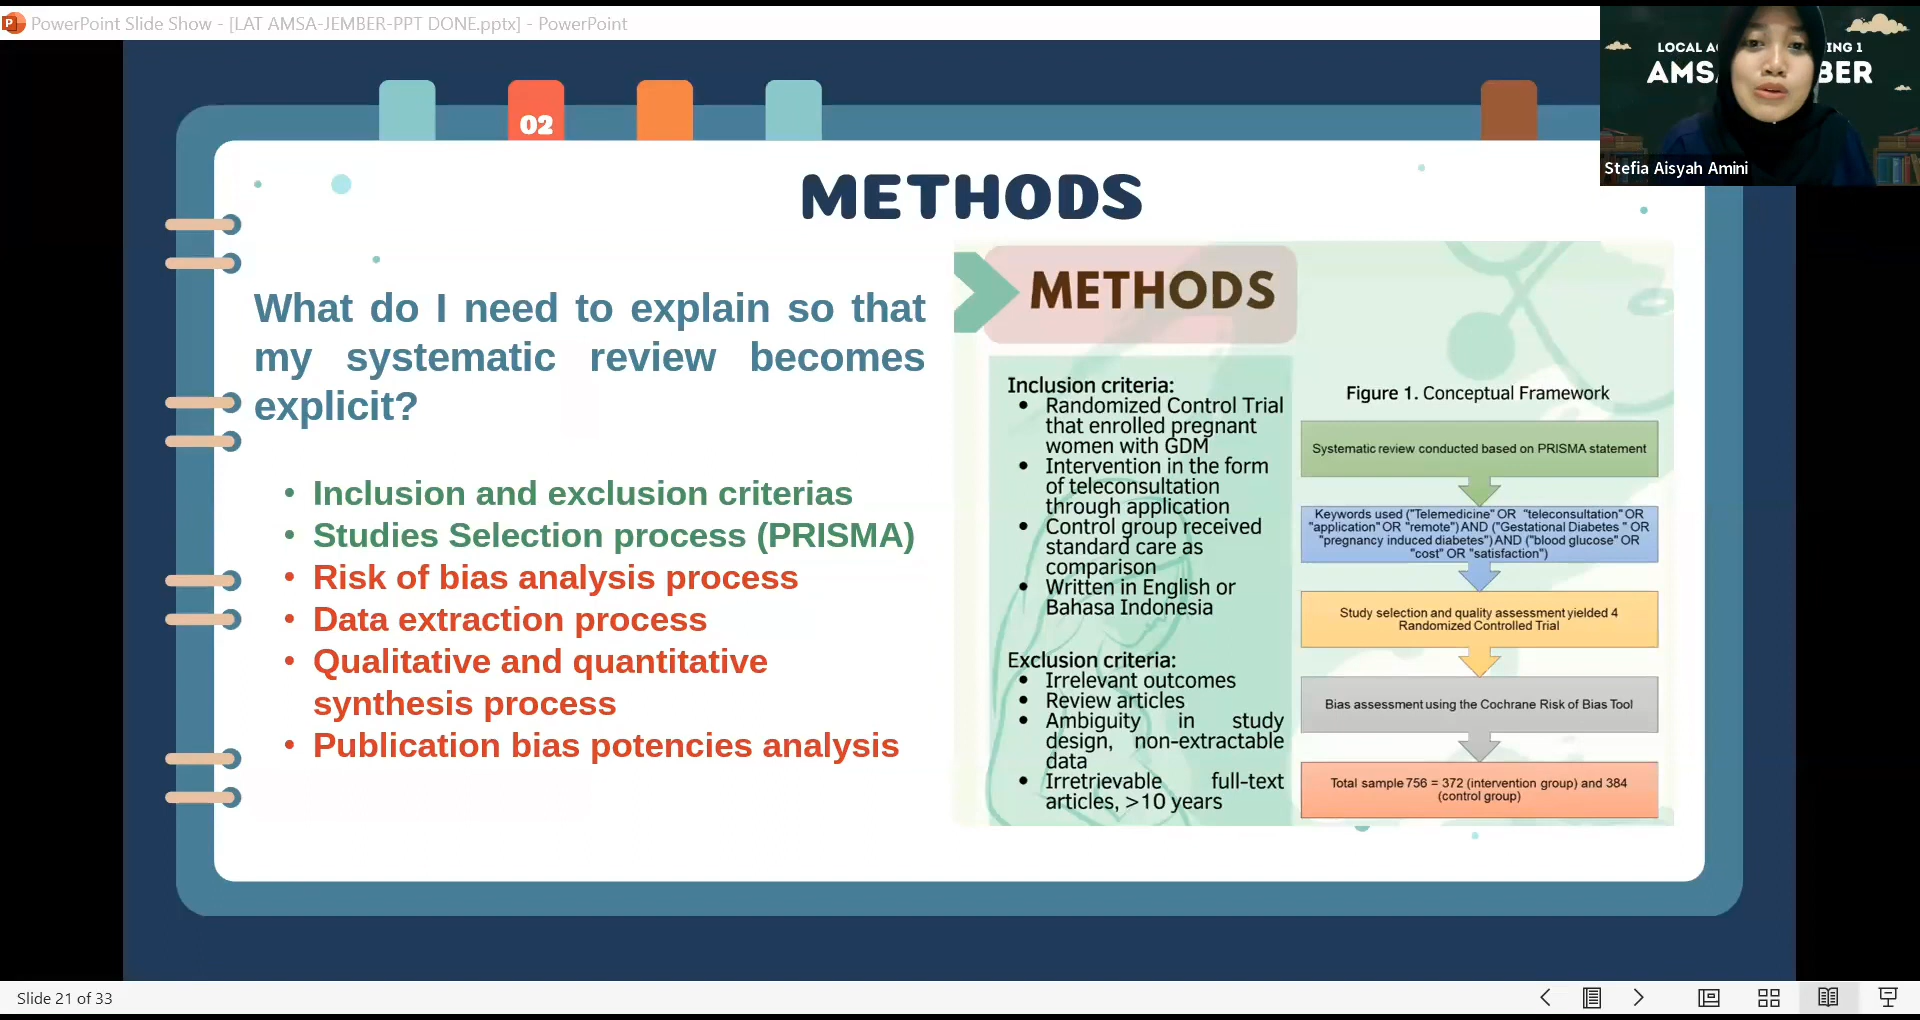 PowerPoint Slide Show - [LAT AMSA-JEMBER-PPT DONE.pptx] - PowerPoint
LOCAL A ING 1
AMS BER
Stefia Aisyah Amini
02
METHODS
What do I need to explain so that
my systematic review becomes
explicit?
• Inclusion and exclusion criterias
• Studies Selection process (PRISMA)
• Risk of bias analysis process
• Data extraction process
• Qualitative and quantitative
synthesis process
• Publication bias potencies analysis
METHODS
Inclusion criteria:
• Randomized Control Trial
that enrolled pregnant
women with GDM
• Intervention in the form
of teleconsultation
through application
• Control group received
standard care as
comparison
• Written in English or
Bahasa Indonesia
Exclusion criteria:
• Irrelevant outcomes
• Review articles
• Ambiguity in study
design, non-extractable
data
• Irretrievable full-text
articles, >10 years
Figure 1. Conceptual Framework
Systematic review conducted based on PRISMA statement
Keywords used ("Telemedicine" OR "teleconsultation" OR
"application" OR "remote") AND ("Gestational Diabetes " OR
"pregnancy induced diabetes") AND ("blood glucose" OR
"cost" OR "satisfaction")
Study selection and quality assessment yielded 4
Randomized Controlled Trial
Bias assessment using the Cochrane Risk of Bias Tool
Total sample 756 = 372 (intervention group) and 384
(control group)
Slide 21 of 33